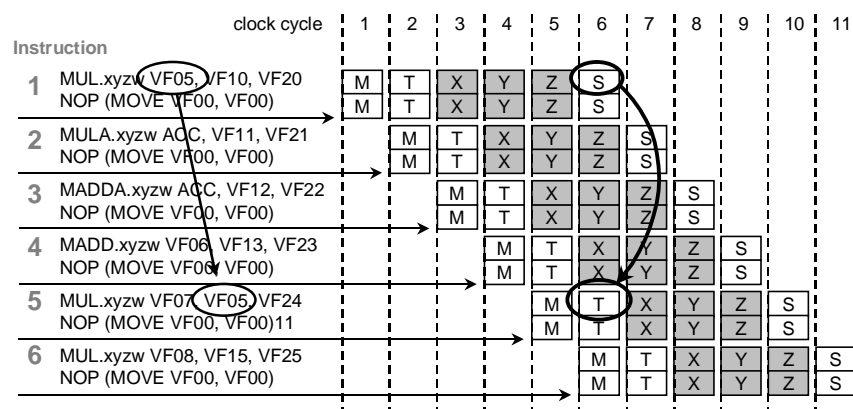 clock cycle 1 2 3 4 5 6 7 8 9 10 11
Instruction
1 MUL.xyzw VF05, VF10, VF20 M T X Y Z S
NOP (MOVE VF00, VF00) M T X Y Z S
2 MULA.xyzw ACC, VF11, VF21 M T X Y Z S
NOP (MOVE VF00, VF00) M T X Y Z S
3 MADDA.xyzw ACC, VF12, VF22 M T X Y Z S
NOP (MOVE VF00, VF00) M T X Y Z S
4 MADD.xyzw VF06, VF13, VF23 M T X Y Z S
NOP (MOVE VF00, VF00) M T X Y Z S
5 MUL.xyzw VF07, VF05, VF24 M T X Y Z S
NOP (MOVE VF00, VF00)11 M T X Y Z S
6 MUL.xyzw VF08, VF15, VF25 M T X Y Z S
NOP (MOVE VF00, VF00) M T X Y Z S